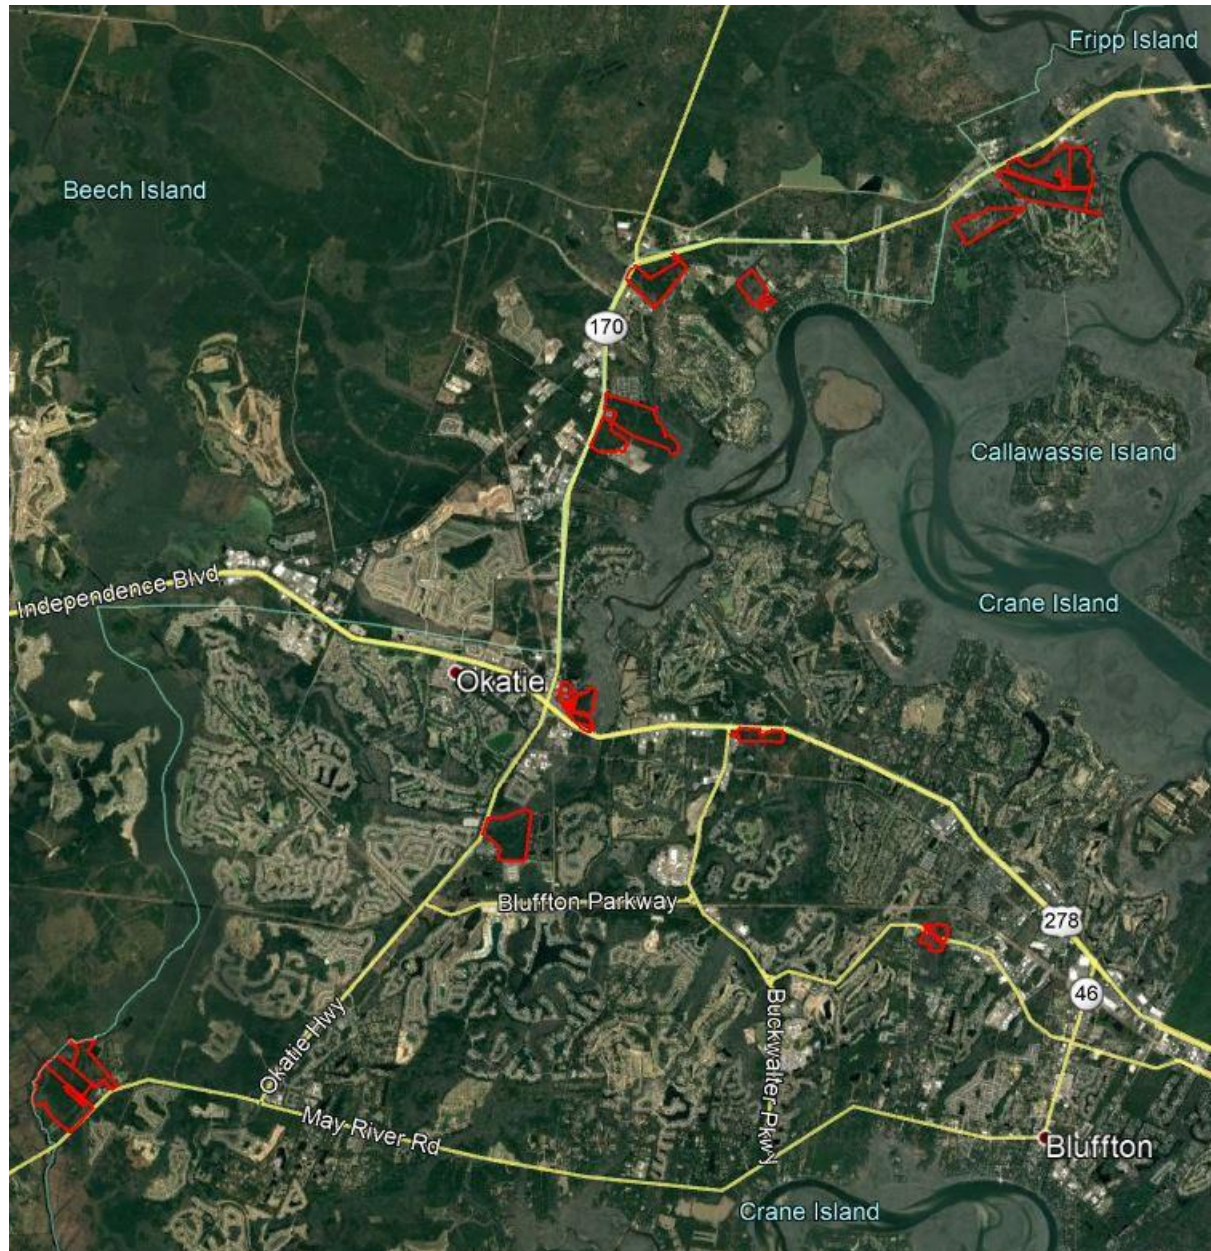 Fripp Island
Beech Island
170
Callawassie Island
Independence Blvd
Crane Island
Okatie
Bluffton Parkway
278
46
Okatie Hwy
Buckwalter Pkwy
May River Rd
Bluffton
Crane Island